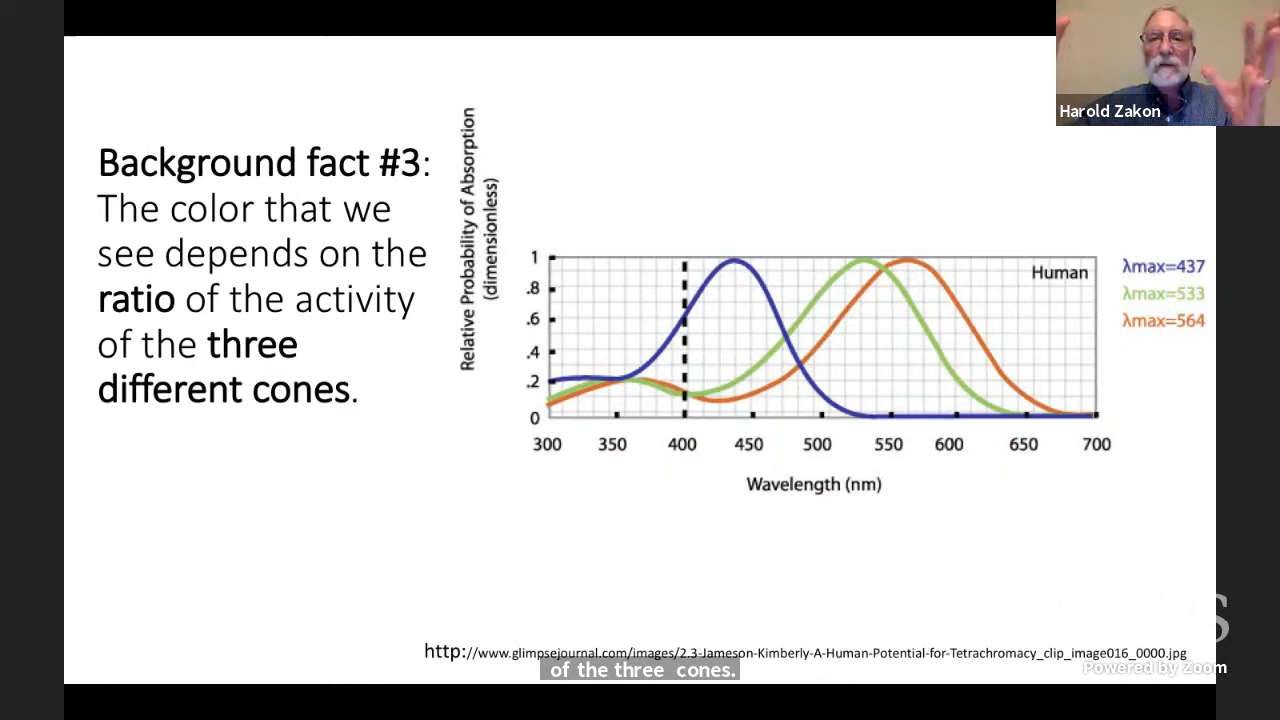 Harold Zakon
Background fact #3:
The color that we
see depends on the
ratio of the activity
of the three
different cones.
Relative Probability of Absorption
(dimensionless)
1
.8
.6
.4
.2
0
Human
300 350 400 450 500 550 600 650 700
Wavelength (nm)
λmax=437
λmax=533
λmax=564
http://www.glimpsejournal.com/images/2.3-Jameson-Kimberly-A-Human-Potential-for-Tetrachromacy_clip_image016_0000.jpg
of the three cones.
Powered by Zoom